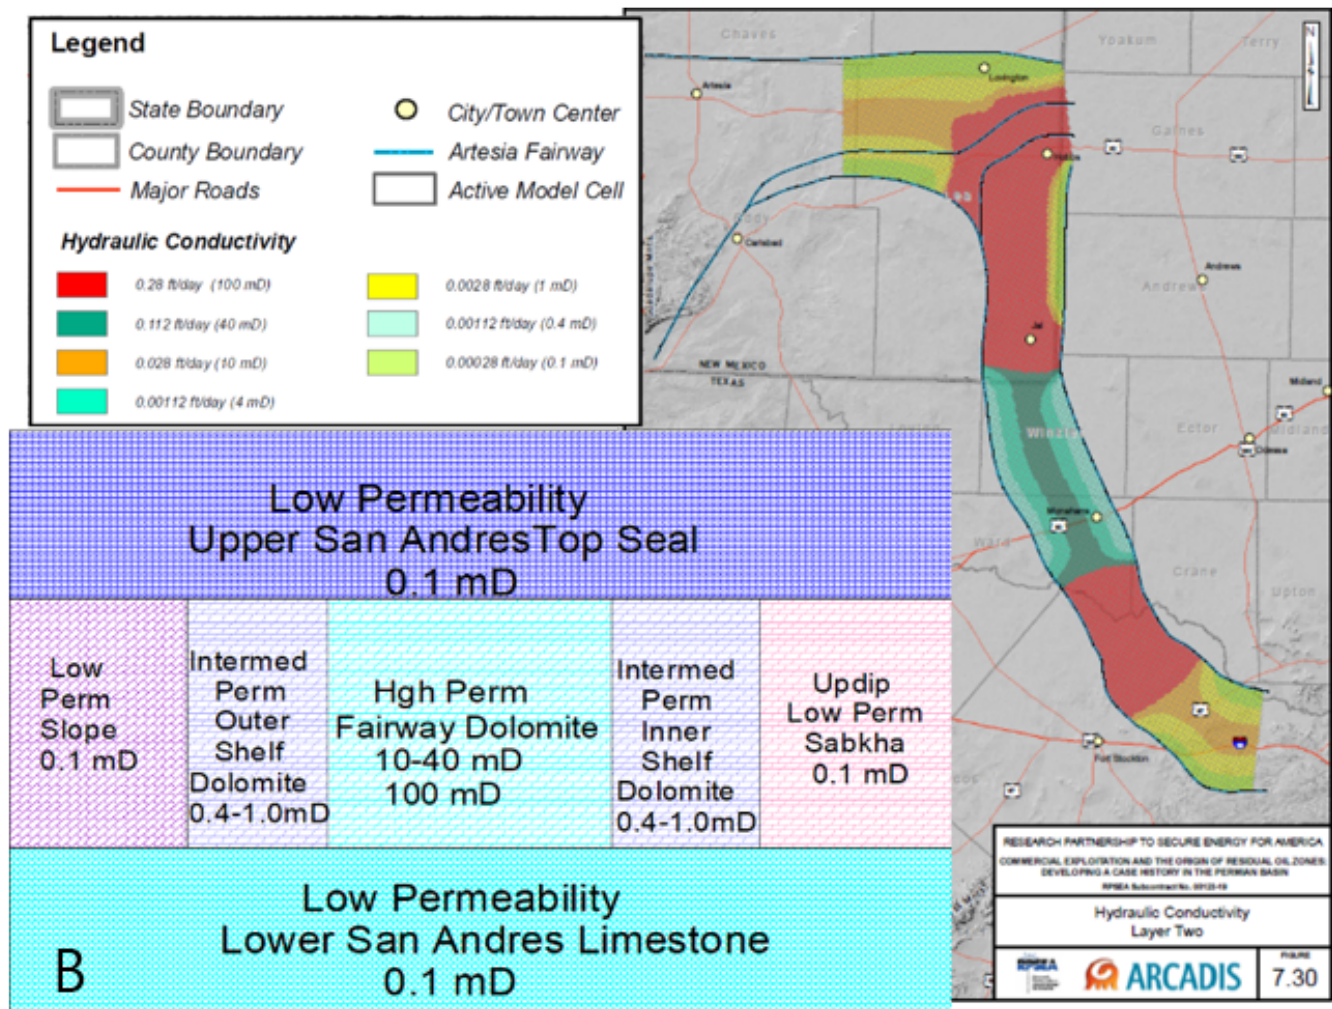 Legend
State Boundary
County Boundary
Major Roads
City/Town Center
Artesia Fairway
Active Model Cell
Hydraulic Conductivity
0.28 ft/day (100 mD)
0.112 ft/day (40 mD)
0.028 ft/day (10 mD)
0.00112 ft/day (4 mD)
0.0028 ft/day (1 mD)
0.00112 ft/day (0.4 mD)
0.00028 ft/day (0.1 mD)
Chaves
Yoakum
Terry
N
Lovington
Artesia
Gaines
Hobbs
Lea
Eddy
Carlsbad
Andrews
Andrews
Jal
NEW MEXICO
TEXAS
Midland
Winkler
Ector
Midland
Odessa
Monahans
Ward
Crane
Upton
Fort Stockton
Low Permeability
Upper San AndresTop Seal
0.1 mD
Low
Perm
Slope
0.1 mD
Intermed
Perm
Outer
Shelf
Dolomite
0.4-1.0mD
Hgh Perm
Fairway Dolomite
10-40 mD
100 mD
Intermed
Perm
Inner
Shelf
Dolomite
0.4-1.0mD
Updip
Low Perm
Sabkha
0.1 mD
Low Permeability
Lower San Andres Limestone
0.1 mD
B
RESEARCH PARTNERSHIP TO SECURE ENERGY FOR AMERICA
COMMERCIAL EXPLOITATION AND THE ORIGIN OF RESIDUAL OIL ZONES:
DEVELOPING A CASE HISTORY IN THE PERMIAN BASIN
RPSEA Subcontract No.
Hydraulic Conductivity
Layer Two
RPSEA
ARCADIS
FIGURE
7.30